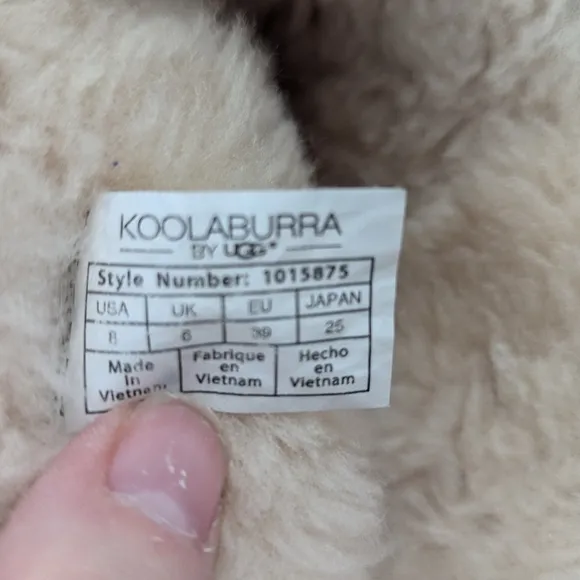 KOOLABURRA
BY UGG®
Style Number: 1015875
USA UK EU JAPAN
8 6 39 25
Made in Vietnam
Fabrique en Vietnam
Hecho en Vietnam